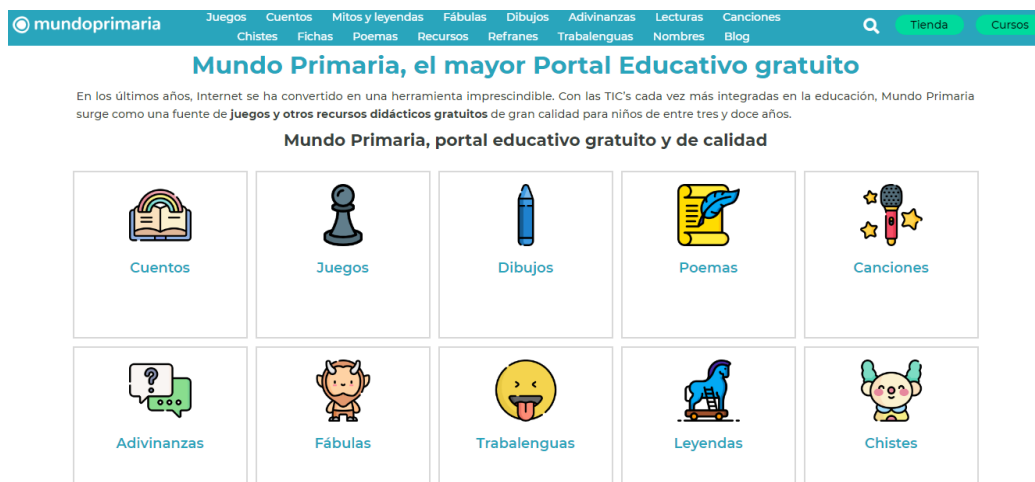 mundoprimaria
Juegos Cuentos Mitos y leyendas Fábulas Dibujos Adivinanzas Lecturas Canciones
Chistes Fichas Poemas Recursos Refranes Trabalenguas Nombres Blog
Tienda
Cursos
Mundo Primaria, el mayor Portal Educativo gratuito
En los últimos años, Internet se ha convertido en una herramienta imprescindible. Con las TIC's cada vez más integradas en la educación, Mundo Primaria
surge como una fuente de juegos y otros recursos didácticos gratuitos de gran calidad para niños de entre tres y doce años.
Mundo Primaria, portal educativo gratuito y de calidad
Cuentos
Juegos
Dibujos
Poemas
Canciones
?
Adivinanzas
Fábulas
Trabalenguas
Leyendas
Chistes